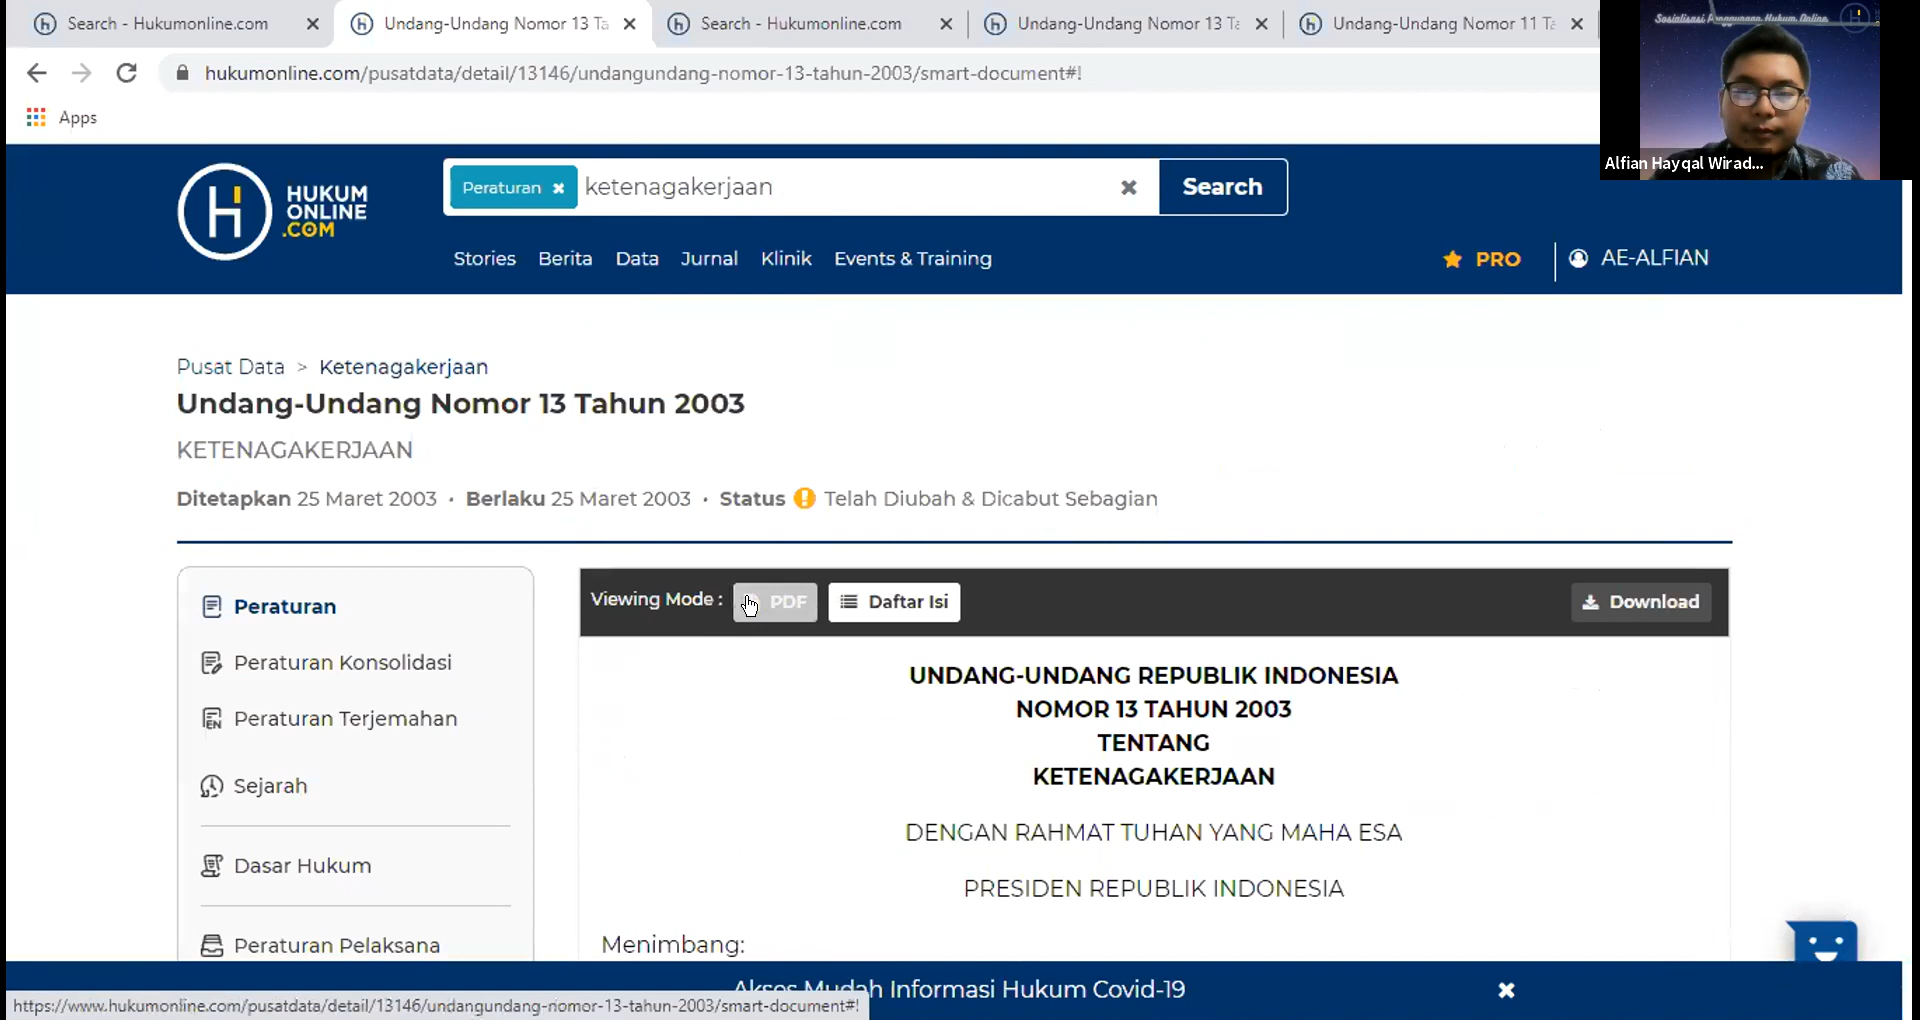 Search - Hukumonline.com
Undang-Undang Nomor 13 Ta
Search - Hukumonline.com
Undang-Undang Nomor 13 Ta
Undang-Undang Nomor 11 Ta
Sosialisasi Penggunaan Hukum Online
hukumonline.com/pusatdata/detail/13146/undangundang-nomor-13-tahun-2003/smart-document#!
Apps
Alfian Hayqal Wirad...
HUKUM
ONLINE
.COM
Peraturan
ketenagakerjaan
Search
Stories Berita Data Jurnal Klinik Events & Training
PRO
AE-ALFIAN
Pusat Data > Ketenagakerjaan
Undang-Undang Nomor 13 Tahun 2003
KETENAGAKERJAAN
Ditetapkan 25 Maret 2003 · Berlaku 25 Maret 2003 · Status Telah Diubah & Dicabut Sebagian
Peraturan
Peraturan Konsolidasi
Peraturan Terjemahan
Sejarah
Dasar Hukum
Peraturan Pelaksana
Viewing Mode : PDF Daftar Isi Download
UNDANG-UNDANG REPUBLIK INDONESIA
NOMOR 13 TAHUN 2003
TENTANG
KETENAGAKERJAAN
DENGAN RAHMAT TUHAN YANG MAHA ESA
PRESIDEN REPUBLIK INDONESIA
Menimbang:
Akses Mudah Informasi Hukum Covid-19
https://www.hukumonline.com/pusatdata/detail/13146/undangundang-nomor-13-tahun-2003/smart-document#!